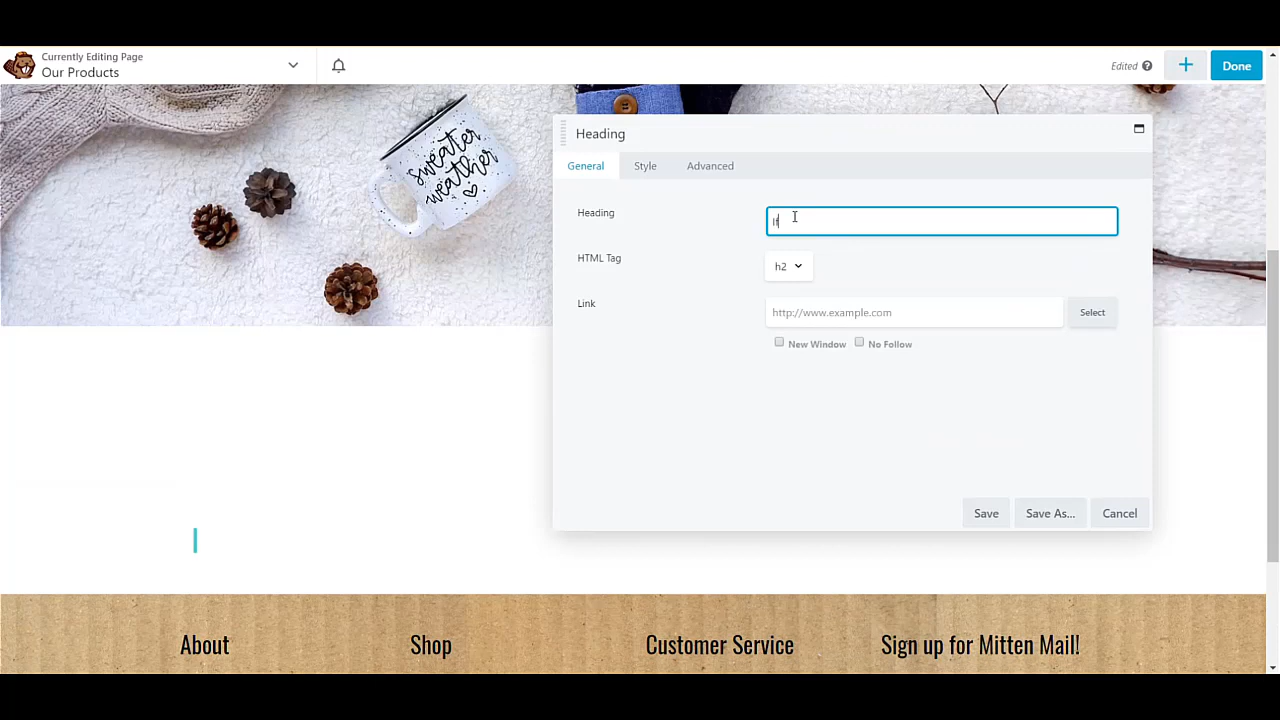 Currently Editing Page
Our Products
Edited
Done
sweater
weather
Heading
General Style Advanced
Heading
If
HTML Tag
h2
Link
http://www.example.com
Select
New Window No Follow
Save Save As... Cancel
About Shop Customer Service Sign up for Mitten Mail!